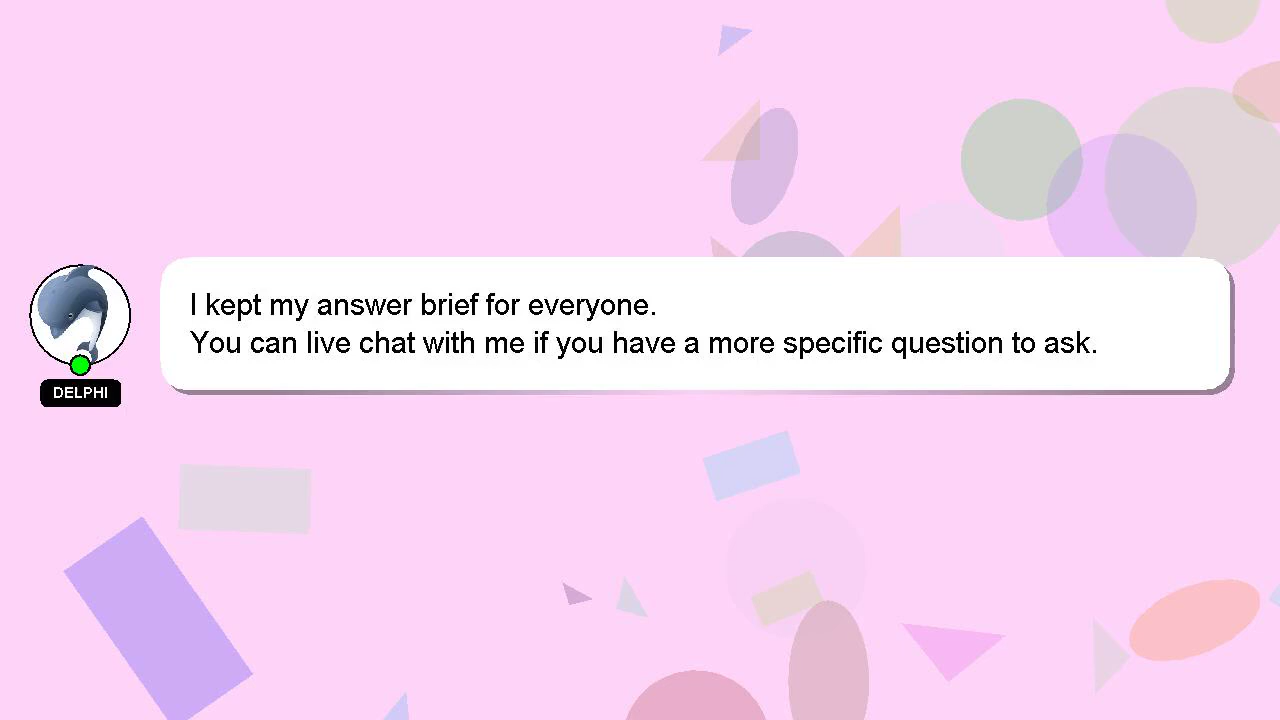 I kept my answer brief for everyone.
You can live chat with me if you have a more specific question to ask.
DELPHI